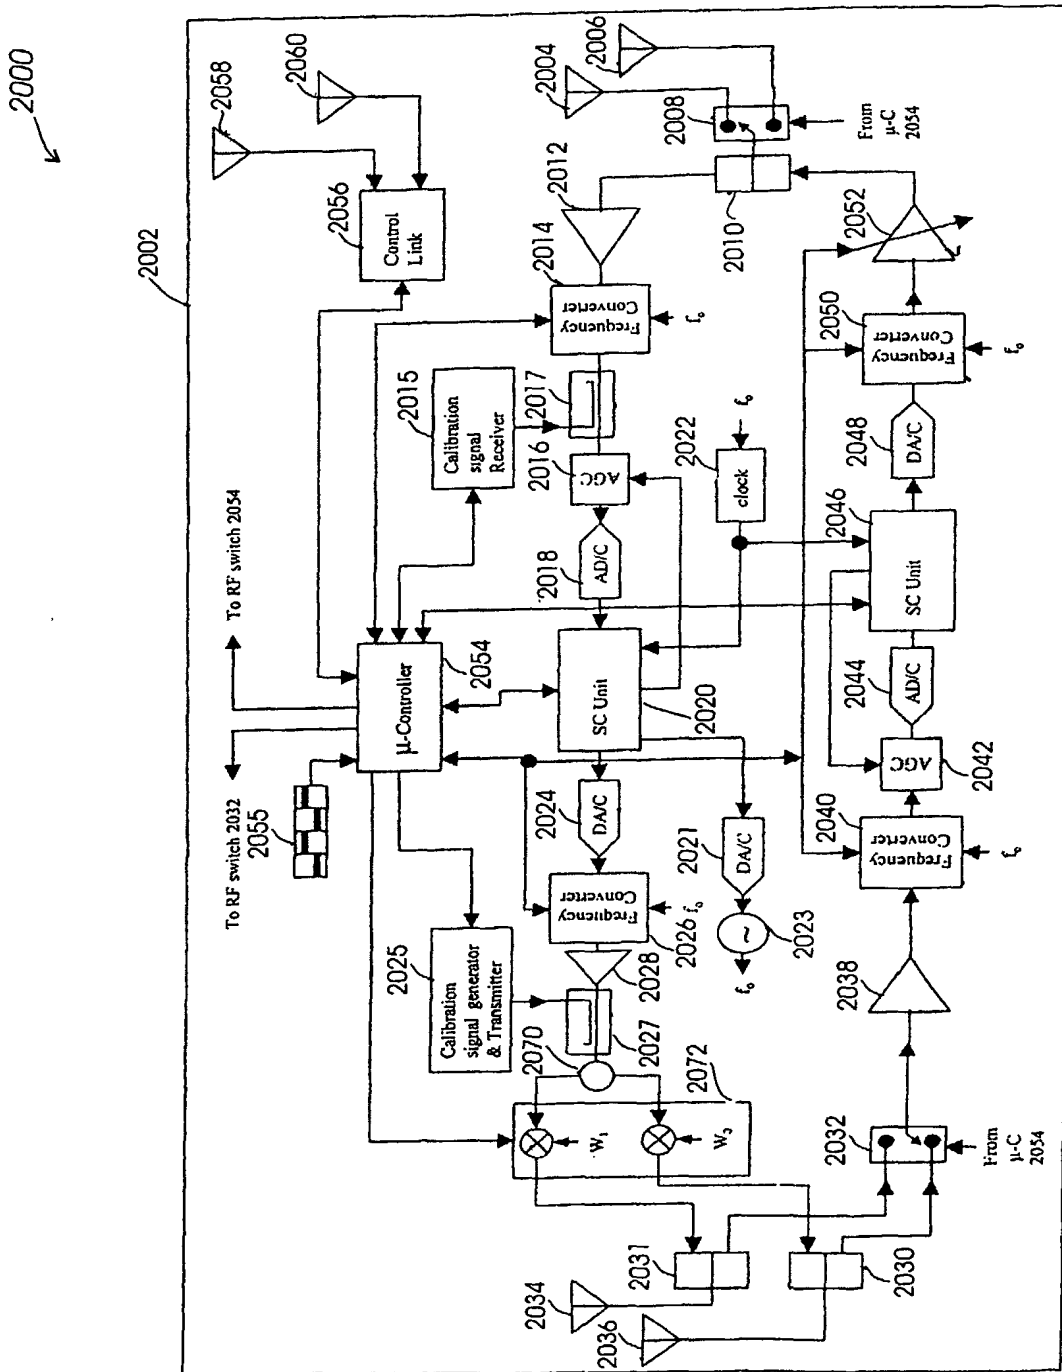 2000
2002
2058
2060
2056
Control
Link
2004
2006
2008
From
μ-C
2054
2010
2012
2014
Frequency
Converter
f₀
2015
Calibration
signal
Receiver
2017
2016
AGC
2018
AD/C
2022
clock
f₀
To RF switch 2054
To RF switch 2032
2055
μ-Controller
2054
SC Unit
2020
2024
DA/C
2021
DA/C
2023
~
f₀
2025
Calibration
signal generator
& Transmitter
Frequency
Converter
2026
f₀
2028
2027
2070
2072
W₁
W₂
2031
2030
2034
2036
2032
From
μ-C
2054
2038
2040
Frequency
Converter
f₀
AGC
2042
2044
AD/C
2046
SC Unit
2048
DA/C
2050
Frequency
Converter
f₀
2052